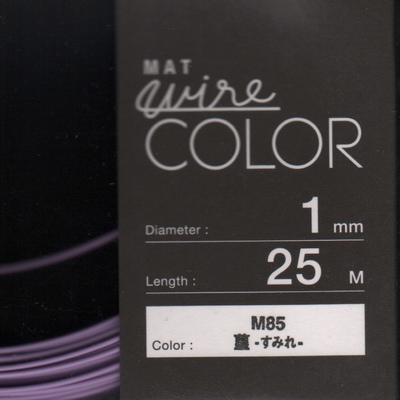 MAT
wire
COLOR
Diameter : 1 mm
Length : 25 M
M85
Color : 菫 -すみれ-